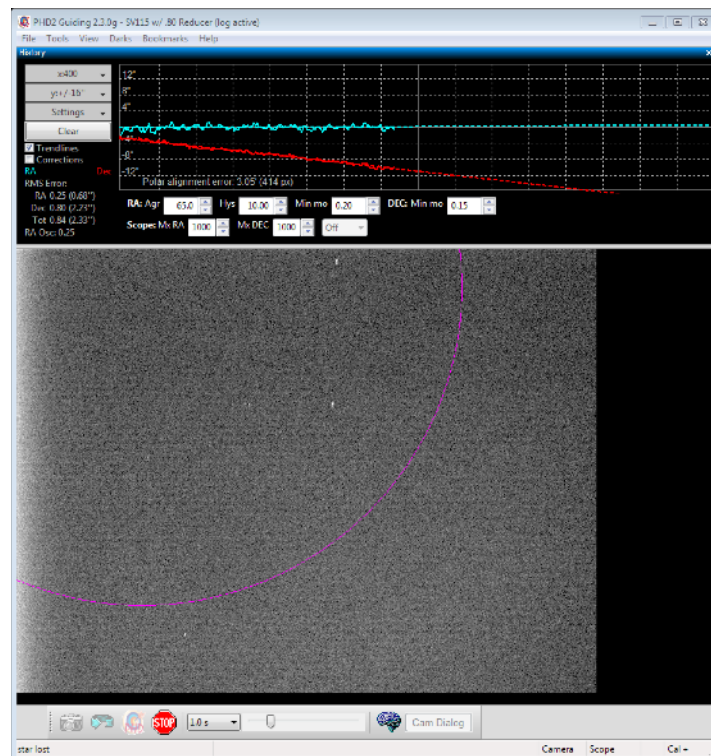 PHD2 Guiding 2.3.0g - SV115 w/ .80 Reducer (log active)
File Tools View Darks Bookmarks Help
History
x:400
y:+/- 16"
Settings
Clear
Trendlines
Corrections
RA Dec
RMS Error:
RA 0.25 (0.68")
Dec 0.80 (2.23")
Tot 0.84 (2.33")
RA Osc: 0.25
12"
8"
4"
-4"
-8"
-12"
Polar alignment error: 3.05' (414 px)
RA: Agr 65.0 Hys 10.00 Min mo 0.20 DEC: Min mo 0.15
Scope: Mx RA 1000 Mx DEC 1000 Off
STOP 1.0 s Cam Dialog
star lost Camera Scope Cal +